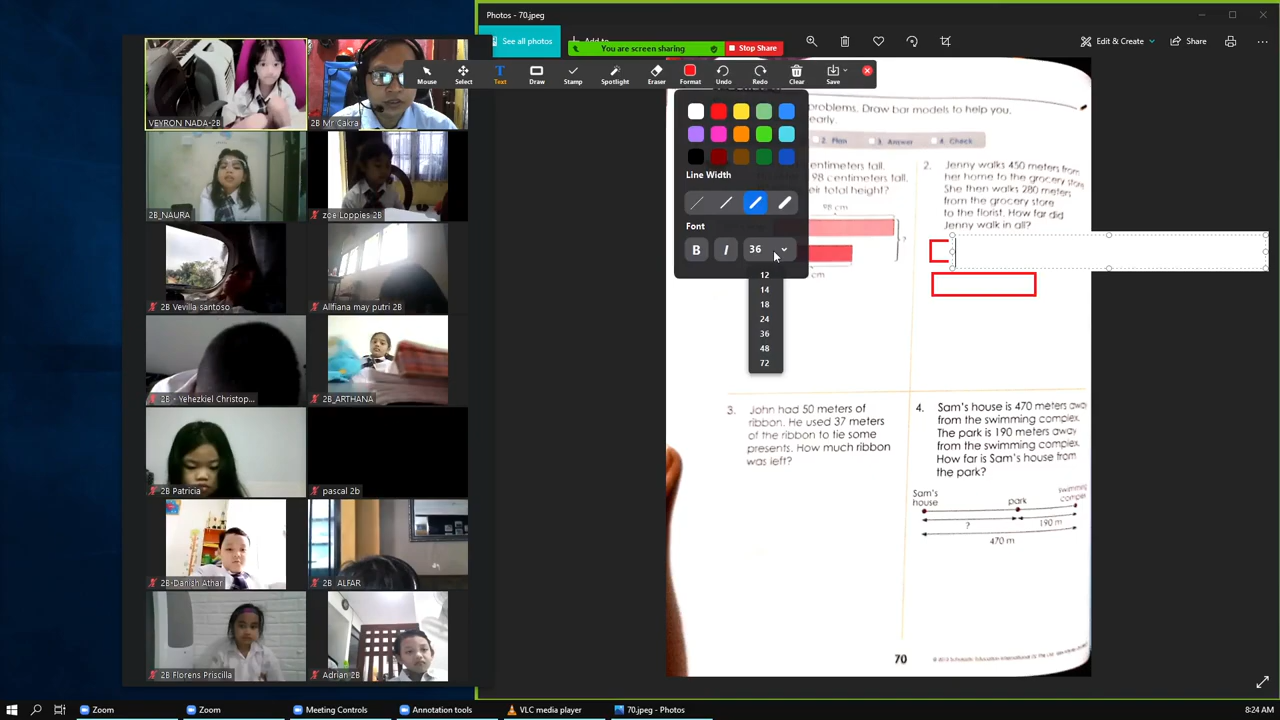 Photos - 70.jpeg
See all photos
Add to
You are screen sharing
Stop Share
Edit & Create
Share
Mouse
Select
Text
Draw
Stamp
Spotlight
Eraser
Format
Undo
Redo
Clear
Save
VEYRON NADA-2B
2B Mr. Cakra
2B_NAURA
zoe Loppies 2B
2B Vevilla santoso
Allfiana may putri 2B
2B - Yehezkiel Christop...
2B_ARTHANA
2B Patricia
pascal 2b
2B-Danish Athar
2B_ALFAR
2B Florens Priscilla
Adrian 2B
Line Width
Font
B I 36
12
14
18
24
36
48
72
problems. Draw bar models to help you.
early.
2. Plan 3. Answer 4. Check
centimeters tall.
98 centimeters tall.
eir total height?
98 cm
?
cm
2. Jenny walks 450 meters from
her home to the grocery store.
She then walks 280 meters
from the grocery store
to the florist. How far did
Jenny walk in all?
3. John had 50 meters of
ribbon. He used 37 meters
of the ribbon to tie some
presents. How much ribbon
was left?
4. Sam's house is 470 meters away
from the swimming complex.
The park is 190 meters away
from the swimming complex.
How far is Sam's house from
the park?
Sam's
house
park
swimming
complex
?
190 m
470 m
70
Zoom
Zoom
Meeting Controls
Annotation tools
VLC media player
70.jpeg - Photos
8:24 AM